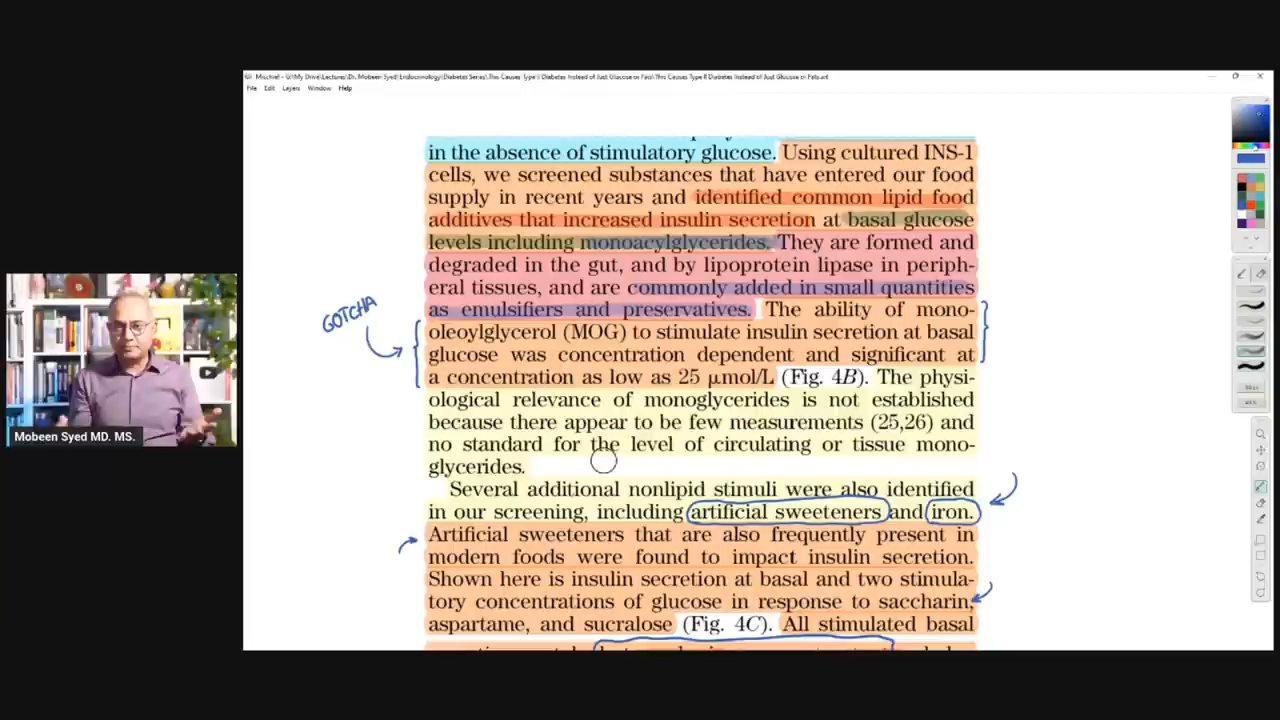 File Edit Layers Window Help
in the absence of stimulatory glucose. Using cultured INS-1
cells, we screened substances that have entered our food
supply in recent years and identified common lipid food
additives that increased insulin secretion at basal glucose
levels including monoacylglycerides. They are formed and
degraded in the gut, and by lipoprotein lipase in periph-
eral tissues, and are commonly added in small quantities
as emulsifiers and preservatives. The ability of mono-
oleoylglycerol (MOG) to stimulate insulin secretion at basal
glucose was concentration dependent and significant at
a concentration as low as 25 μmol/L (Fig. 4B). The physi-
ological relevance of monoglycerides is not established
because there appear to be few measurements (25,26) and
no standard for the level of circulating or tissue mono-
glycerides.
Several additional nonlipid stimuli were also identified
in our screening, including artificial sweeteners and iron.
Artificial sweeteners that are also frequently present in
modern foods were found to impact insulin secretion.
Shown here is insulin secretion at basal and two stimula-
tory concentrations of glucose in response to saccharin,
aspartame, and sucralose (Fig. 4C). All stimulated basal
GOTCHA
Mobeen Syed MD. MS.